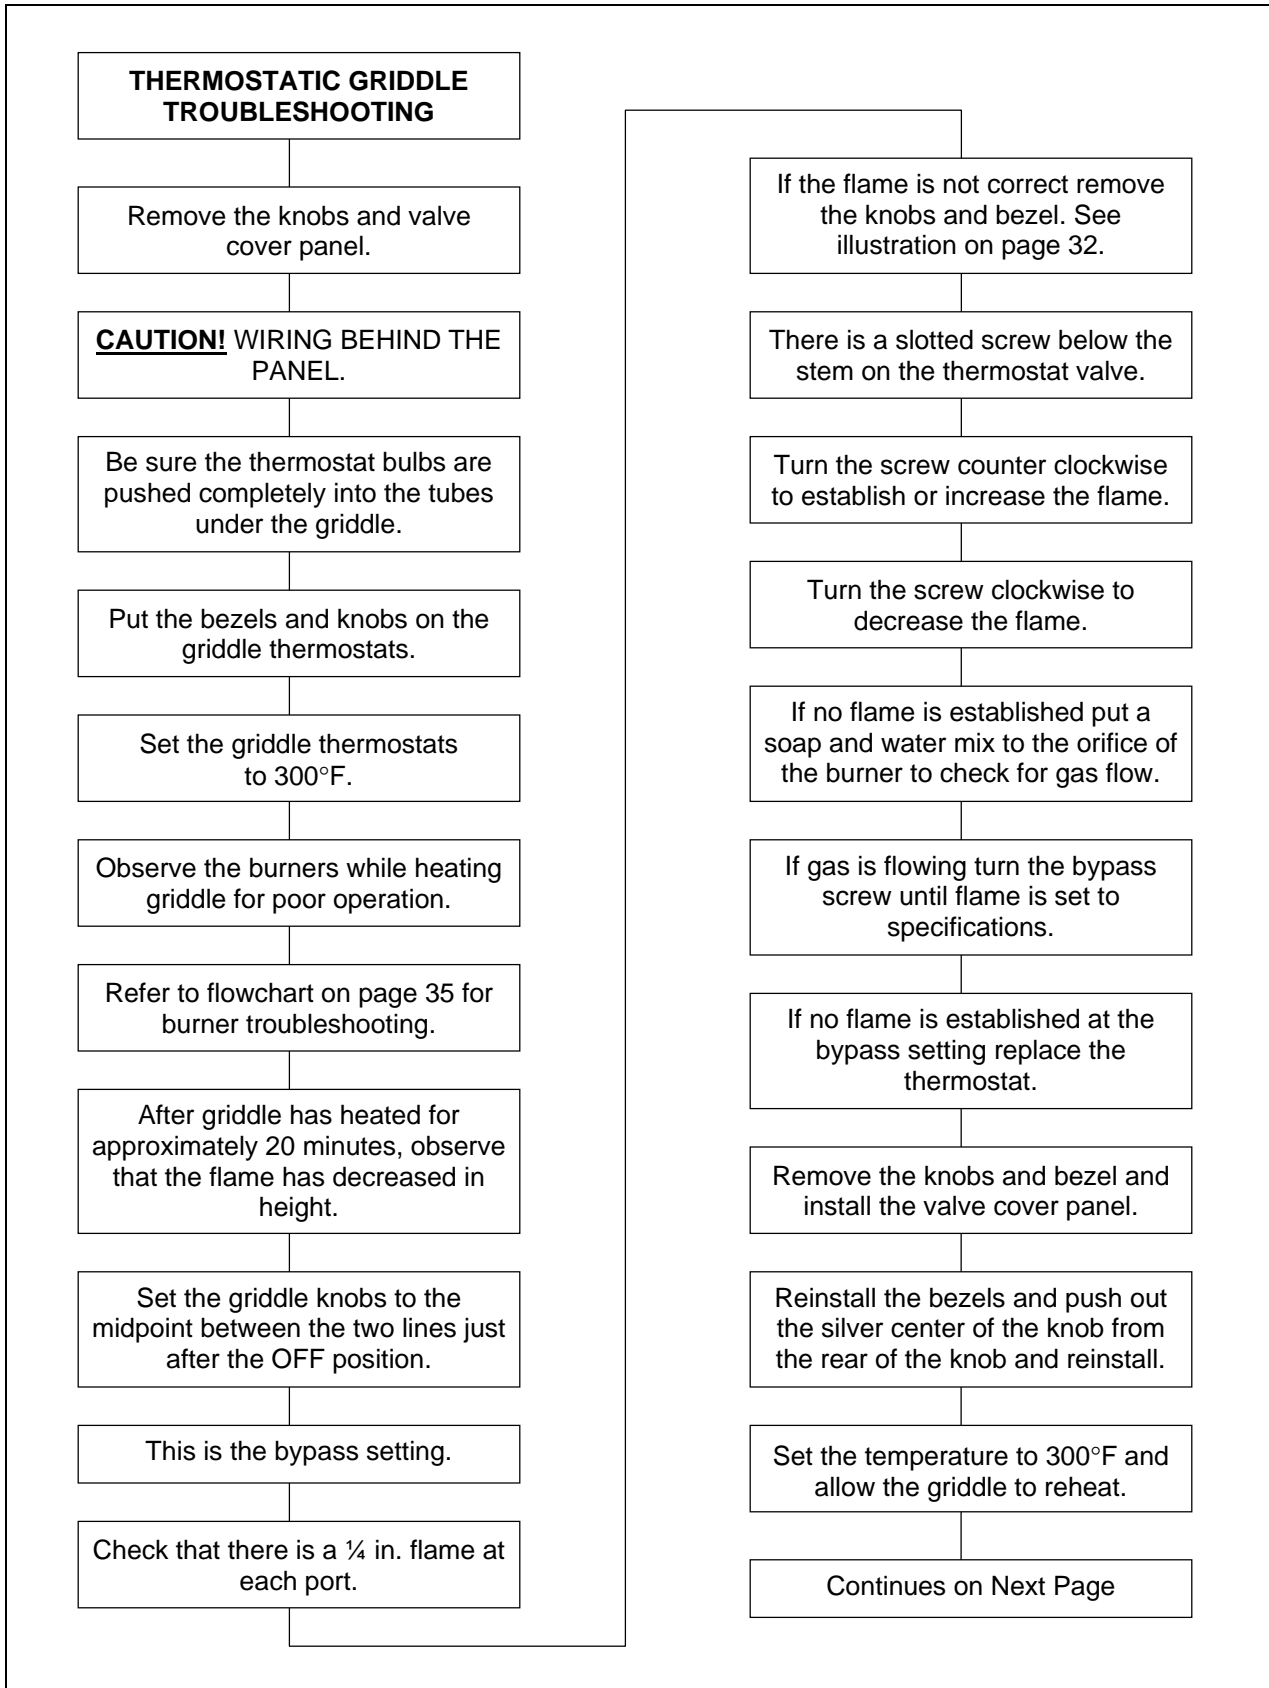 THERMOSTATIC GRIDDLE
TROUBLESHOOTING
Remove the knobs and valve
cover panel.
CAUTION! WIRING BEHIND THE
PANEL.
Be sure the thermostat bulbs are
pushed completely into the tubes
under the griddle.
Put the bezels and knobs on the
griddle thermostats.
Set the griddle thermostats
to 300°F.
Observe the burners while heating
griddle for poor operation.
Refer to flowchart on page 35 for
burner troubleshooting.
After griddle has heated for
approximately 20 minutes, observe
that the flame has decreased in
height.
Set the griddle knobs to the
midpoint between the two lines just
after the OFF position.
This is the bypass setting.
Check that there is a ¼ in. flame at
each port.
If the flame is not correct remove
the knobs and bezel. See
illustration on page 32.
There is a slotted screw below the
stem on the thermostat valve.
Turn the screw counter clockwise
to establish or increase the flame.
Turn the screw clockwise to
decrease the flame.
If no flame is established put a
soap and water mix to the orifice of
the burner to check for gas flow.
If gas is flowing turn the bypass
screw until flame is set to
specifications.
If no flame is established at the
bypass setting replace the
thermostat.
Remove the knobs and bezel and
install the valve cover panel.
Reinstall the bezels and push out
the silver center of the knob from
the rear of the knob and reinstall.
Set the temperature to 300°F and
allow the griddle to reheat.
Continues on Next Page